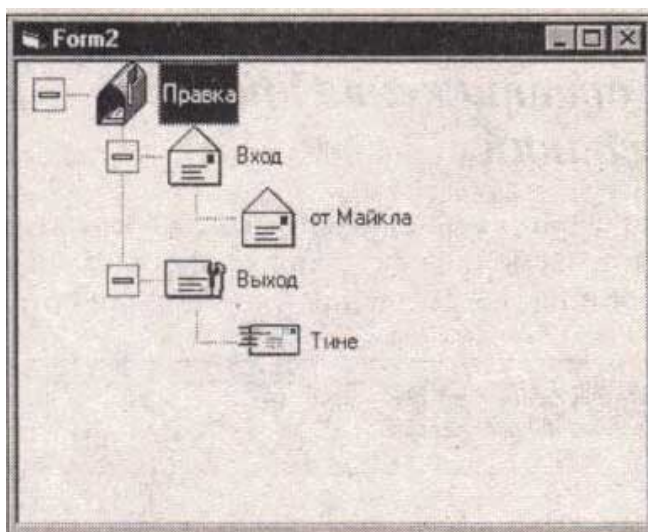 Form2
Правка
Вход
от Майкла
Выход
Тине